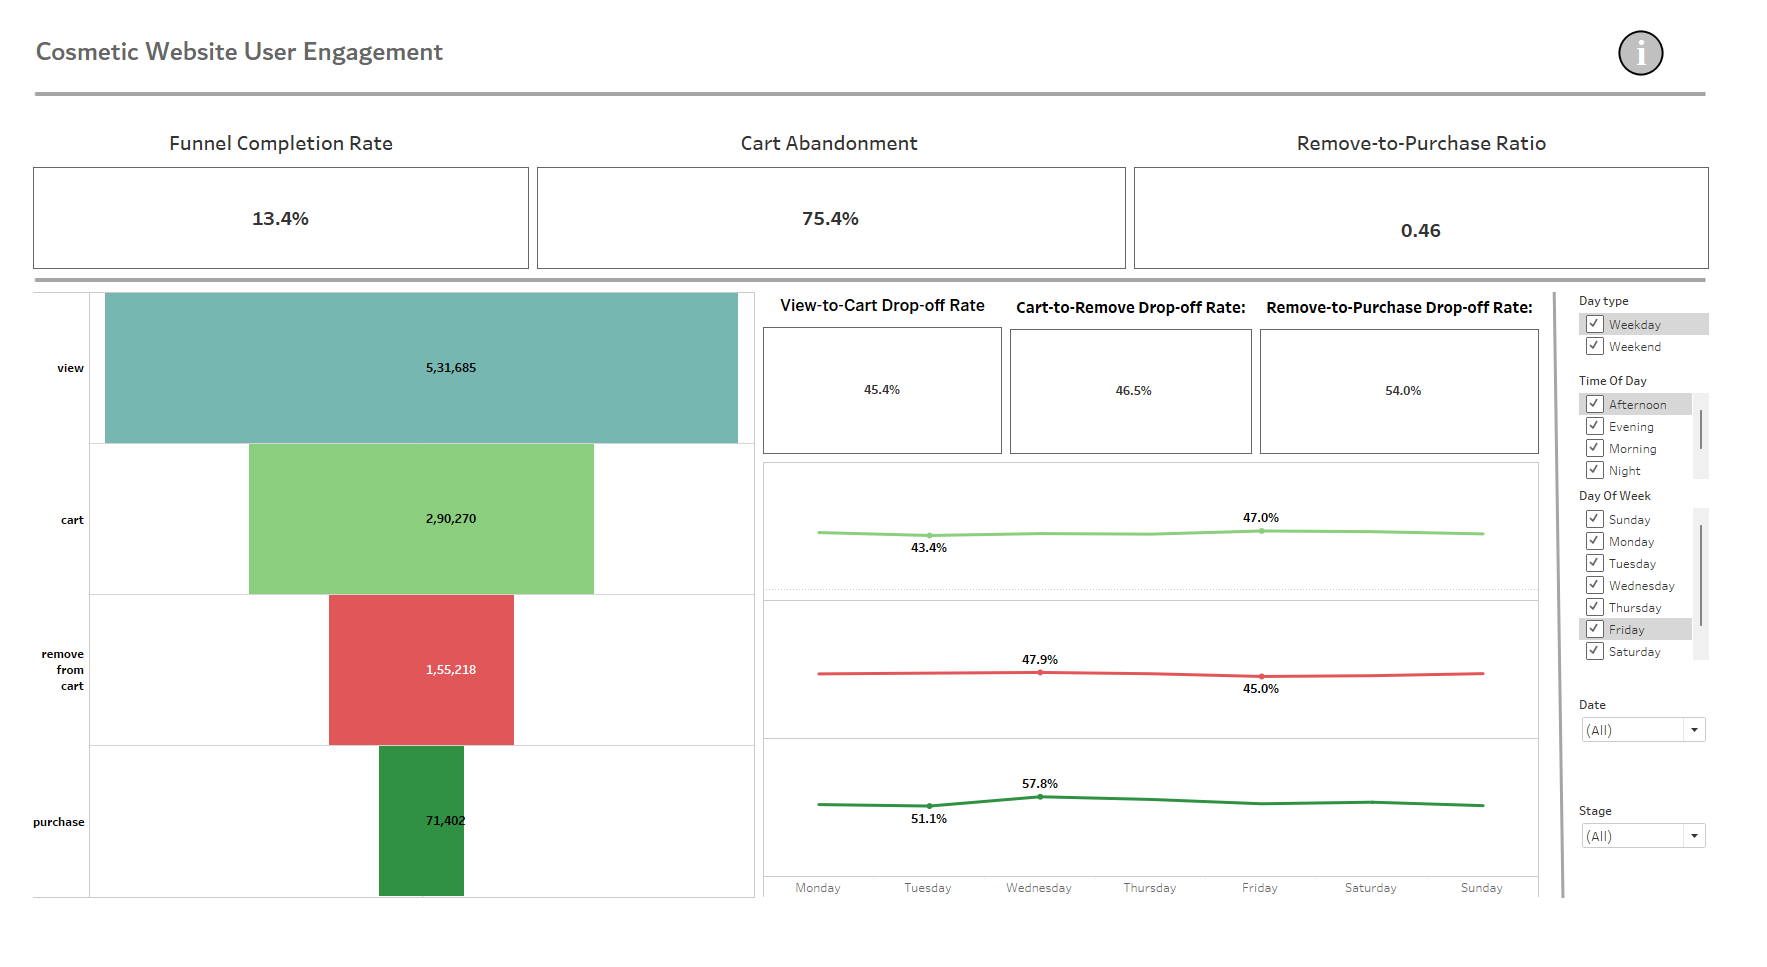 Cosmetic Website User Engagement
i
Funnel Completion Rate
Cart Abandonment
Remove-to-Purchase Ratio
13.4%
75.4%
0.46
view
5,31,685
cart
2,90,270
remove
from
cart
1,55,218
purchase
71,402
View-to-Cart Drop-off Rate
Cart-to-Remove Drop-off Rate:
Remove-to-Purchase Drop-off Rate:
45.4%
46.5%
54.0%
47.0%
43.4%
47.9%
45.0%
57.8%
51.1%
Monday
Tuesday
Wednesday
Thursday
Friday
Saturday
Sunday
Day type
Weekday
Weekend
Time Of Day
Afternoon
Evening
Morning
Night
Day Of Week
Sunday
Monday
Tuesday
Wednesday
Thursday
Friday
Saturday
Date
(All)
Stage
(All)